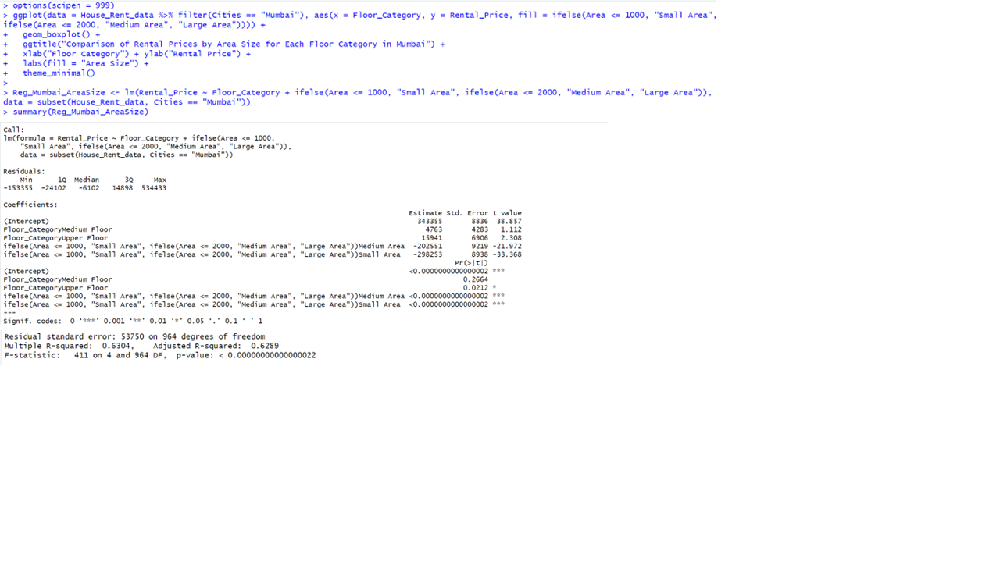 > options(scipen = 999)
> ggplot(data = House_Rent_data %>% filter(Cities == "Mumbai"), aes(x = Floor_Category, y = Rental_Price, fill = ifelse(Area <= 1000, "Small Area",
ifelse(Area <= 2000, "Medium Area", "Large Area")))) +
+   geom_boxplot() +
+   ggtitle("Comparison of Rental Prices by Area Size for Each Floor Category in Mumbai") +
+   xlab("Floor Category") + ylab("Rental Price") +
+   labs(fill = "Area Size") +
+   theme_minimal()
>
> Reg_Mumbai_AreaSize <- lm(Rental_Price ~ Floor_Category + ifelse(Area <= 1000, "Small Area", ifelse(Area <= 2000, "Medium Area", "Large Area")),
data = subset(House_Rent_data, Cities == "Mumbai"))
> summary(Reg_Mumbai_AreaSize)
Call:
lm(formula = Rental_Price ~ Floor_Category + ifelse(Area <= 1000,
    "Small Area", ifelse(Area <= 2000, "Medium Area", "Large Area")),
    data = subset(House_Rent_data, Cities == "Mumbai"))
Residuals:
    Min      1Q  Median      3Q     Max
-153355  -24102   -6102   14898  534433
Coefficients:
Estimate Std. Error t value
(Intercept) 343355 8836 38.857
Floor_CategoryMedium Floor 4763 4283 1.112
Floor_CategoryUpper Floor 15941 6906 2.308
ifelse(Area <= 1000, "Small Area", ifelse(Area <= 2000, "Medium Area", "Large Area"))Medium Area -202551 9219 -21.972
ifelse(Area <= 1000, "Small Area", ifelse(Area <= 2000, "Medium Area", "Large Area"))Small Area -298253 8938 -33.368
Pr(>|t|)
(Intercept) <0.0000000000000002 ***
Floor_CategoryMedium Floor 0.2664
Floor_CategoryUpper Floor 0.0212 *
ifelse(Area <= 1000, "Small Area", ifelse(Area <= 2000, "Medium Area", "Large Area"))Medium Area <0.0000000000000002 ***
ifelse(Area <= 1000, "Small Area", ifelse(Area <= 2000, "Medium Area", "Large Area"))Small Area <0.0000000000000002 ***
---
Signif. codes:  0 ‘***’ 0.001 ‘**’ 0.01 ‘*’ 0.05 ‘.’ 0.1 ‘ ’ 1
Residual standard error: 53750 on 964 degrees of freedom
Multiple R-squared:  0.6304,    Adjusted R-squared:  0.6289
F-statistic:   411 on 4 and 964 DF,  p-value: < 0.00000000000000022